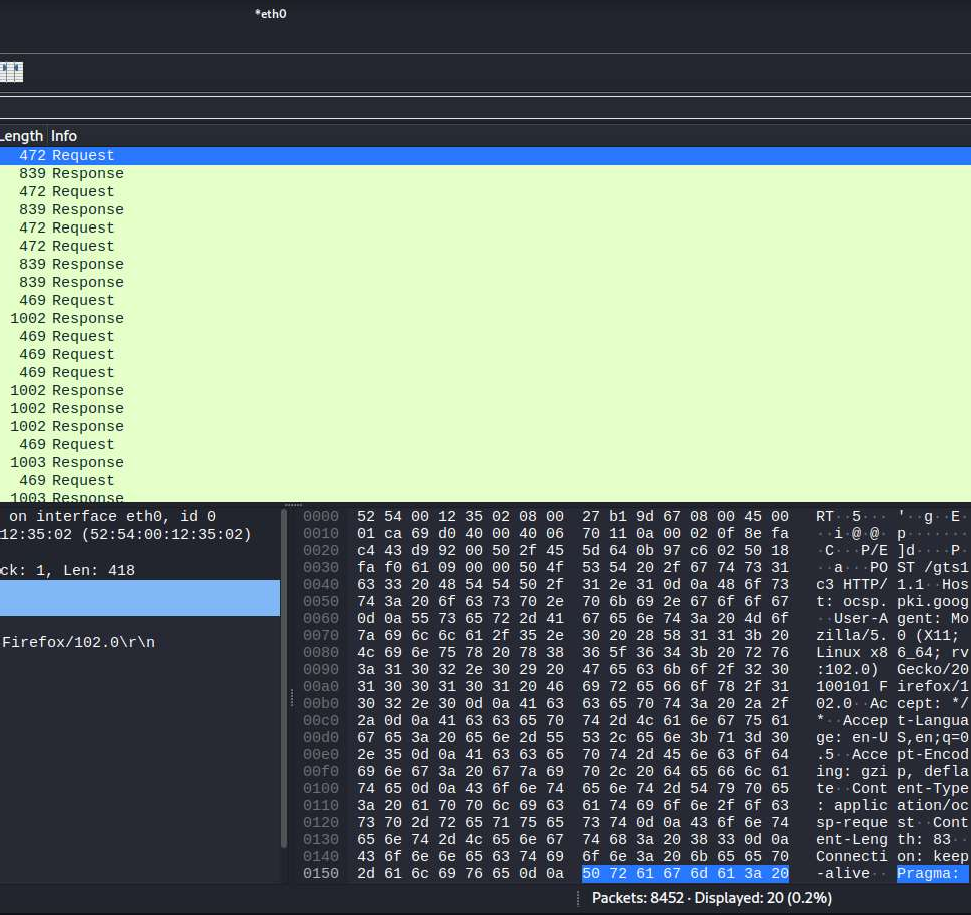 *eth0
Length Info
472 Request
839 Response
472 Request
839 Response
472 Request
472 Request
839 Response
839 Response
469 Request
1002 Response
469 Request
469 Request
469 Request
1002 Response
1002 Response
1002 Response
469 Request
1003 Response
469 Request
1003 Response
on interface eth0, id 0
12:35:02 (52:54:00:12:35:02)
ck: 1, Len: 418
Firefox/102.0\r\n
0000 52 54 00 12 35 02 08 00 27 b1 9d 67 08 00 45 00 RT··5··· '··g··E·
0010 01 ca 69 d0 40 00 40 06 70 11 0a 00 02 0f 8e fa ··i·@·@· p·······
0020 c4 43 d9 92 00 50 2f 45 5d 64 0b 97 c6 02 50 18 ·C···P/E ]d····P·
0030 fa f0 61 09 00 00 50 4f 53 54 20 2f 67 74 73 31 ··a···PO ST /gts1
0040 63 33 20 48 54 54 50 2f 31 2e 31 0d 0a 48 6f 73 c3 HTTP/ 1.1··Hos
0050 74 3a 20 6f 63 73 70 2e 70 6b 69 2e 67 6f 6f 67 t: ocsp. pki.goog
0060 0d 0a 55 73 65 72 2d 41 67 65 6e 74 3a 20 4d 6f ··User-A gent: Mo
0070 7a 69 6c 6c 61 2f 35 2e 30 20 28 58 31 31 3b 20 zilla/5. 0 (X11;
0080 4c 69 6e 75 78 20 78 38 36 5f 36 34 3b 20 72 76 Linux x8 6_64; rv
0090 3a 31 30 32 2e 30 29 20 47 65 63 6b 6f 2f 32 30 :102.0) Gecko/20
00a0 31 30 30 31 30 31 20 46 69 72 65 66 6f 78 2f 31 100101 F irefox/1
00b0 30 32 2e 30 0d 0a 41 63 63 65 70 74 3a 20 2a 2f 02.0··Ac cept: */
00c0 2a 0d 0a 41 63 63 65 70 74 2d 4c 61 6e 67 75 61 *··Accep t-Langua
00d0 67 65 3a 20 65 6e 2d 55 53 2c 65 6e 3b 71 3d 30 ge: en-U S,en;q=0
00e0 2e 35 0d 0a 41 63 63 65 70 74 2d 45 6e 63 6f 64 .5··Acce pt-Encod
00f0 69 6e 67 3a 20 67 7a 69 70 2c 20 64 65 66 6c 61 ing: gzi p, defla
0100 74 65 0d 0a 43 6f 6e 74 65 6e 74 2d 54 79 70 65 te··Cont ent-Type
0110 3a 20 61 70 70 6c 69 63 61 74 69 6f 6e 2f 6f 63 : applic ation/oc
0120 73 70 2d 72 65 71 75 65 73 74 0d 0a 43 6f 6e 74 sp-reque st··Cont
0130 65 6e 74 2d 4c 65 6e 67 74 68 3a 20 38 33 0d 0a ent-Leng th: 83··
0140 43 6f 6e 6e 65 63 74 69 6f 6e 3a 20 6b 65 65 70 Connecti on: keep
0150 2d 61 6c 69 76 65 0d 0a 50 72 61 67 6d 61 3a 20 -alive·· Pragma:
Packets: 8452 · Displayed: 20 (0.2%)